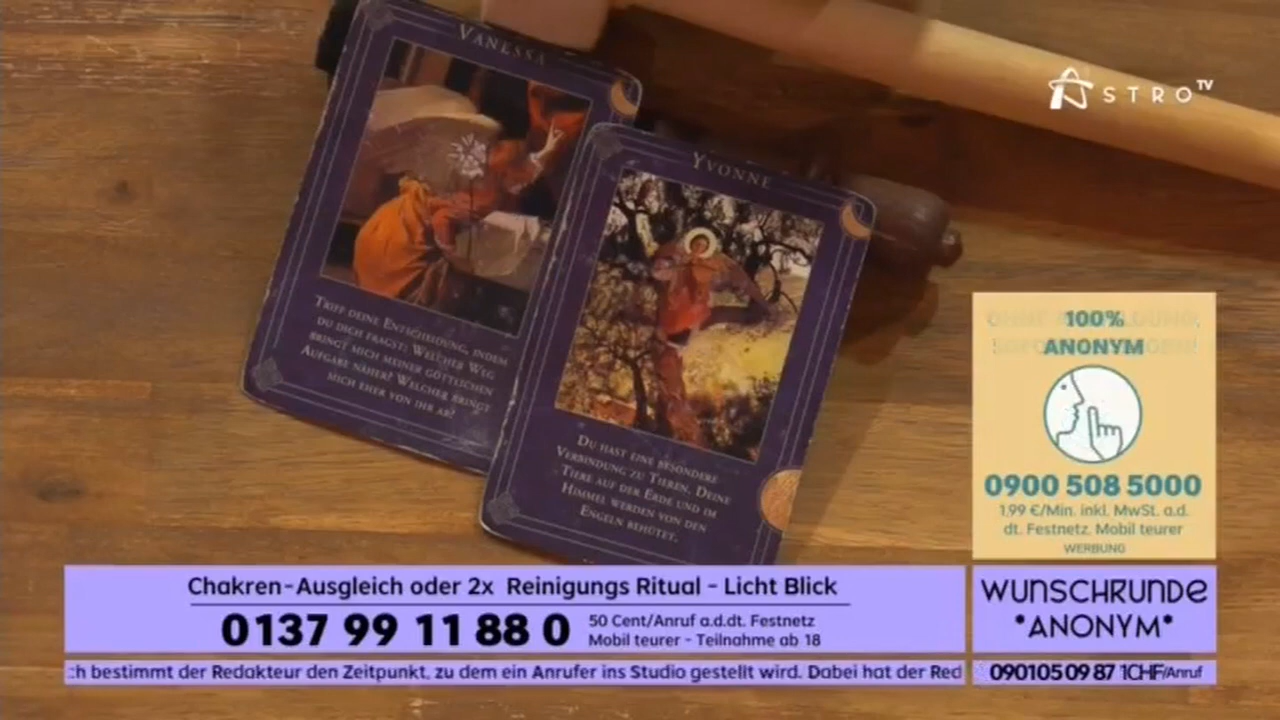 VANESSA
TRIFF DEINE ENTSCHEIDUNG, INDEM
DU DICH FRAGST: WELCHER WEG
BRINGT MICH MEINER GÖTTLICHEN
AUFGABE NÄHER? WELCHER BRINGT
MICH EHER VON IHR AB?
YVONNE
DU HAST EINE BESONDERE
VERBINDUNG ZU TIEREN. DEINE
TIERE AUF DER ERDE UND IM
HIMMEL WERDEN VON DEN
ENGELN BEHÜTET.
ASTRO TV
100%
ANONYM
0900 508 5000
1,99 €/Min. inkl. MwSt. a.d.
dt. Festnetz. Mobil teurer
WERBUNG
Chakren-Ausgleich oder 2x Reinigungs Ritual - Licht Blick
0137 99 11 88 0
50 Cent/Anruf a.d.dt. Festnetz
Mobil teurer - Teilnahme ab 18
WUNSCHRUNDE
*ANONYM*
ch bestimmt der Redakteur den Zeitpunkt, zu dem ein Anrufer ins Studio gestellt wird. Dabei hat der Red
090105 09 87 1CHF/Anruf